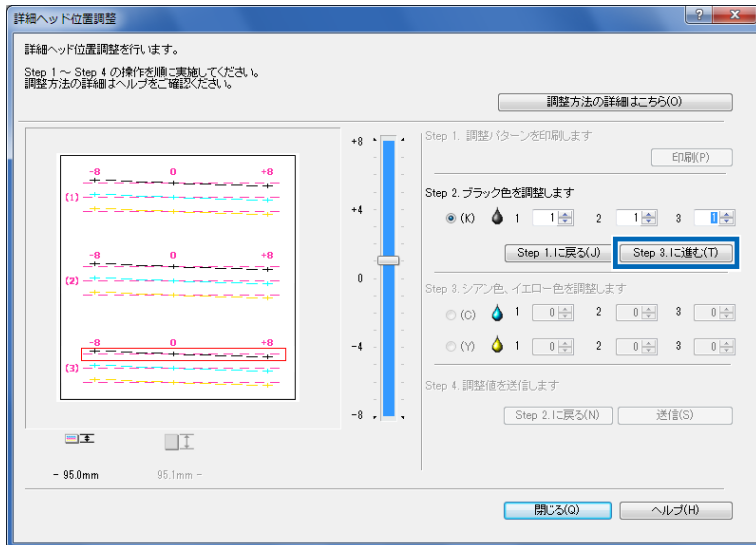 詳細ヘッド位置調整
詳細ヘッド位置調整を行います。
Step 1 ～ Step 4 の操作を順に実施してください。
調整方法の詳細はヘルプをご確認ください。
調整方法の詳細はこちら(O)
Step 1. 調整パターンを印刷します
印刷(P)
Step 2. ブラック色を調整します
(K) 1 1 2 1 3 1
Step 1.に戻る(J) Step 3.に進む(T)
Step 3. シアン色、イエロー色を調整します
(C) 1 0 2 0 3 0
(Y) 1 0 2 0 3 0
Step 4. 調整値を送信します
Step 2.に戻る(N) 送信(S)
-8 0 +8
(1)
-8 0 +8
(2)
-8 0 +8
(3)
+8
+4
0
-4
-8
- 95.0mm 95.1mm -
閉じる(Q) ヘルプ(H)